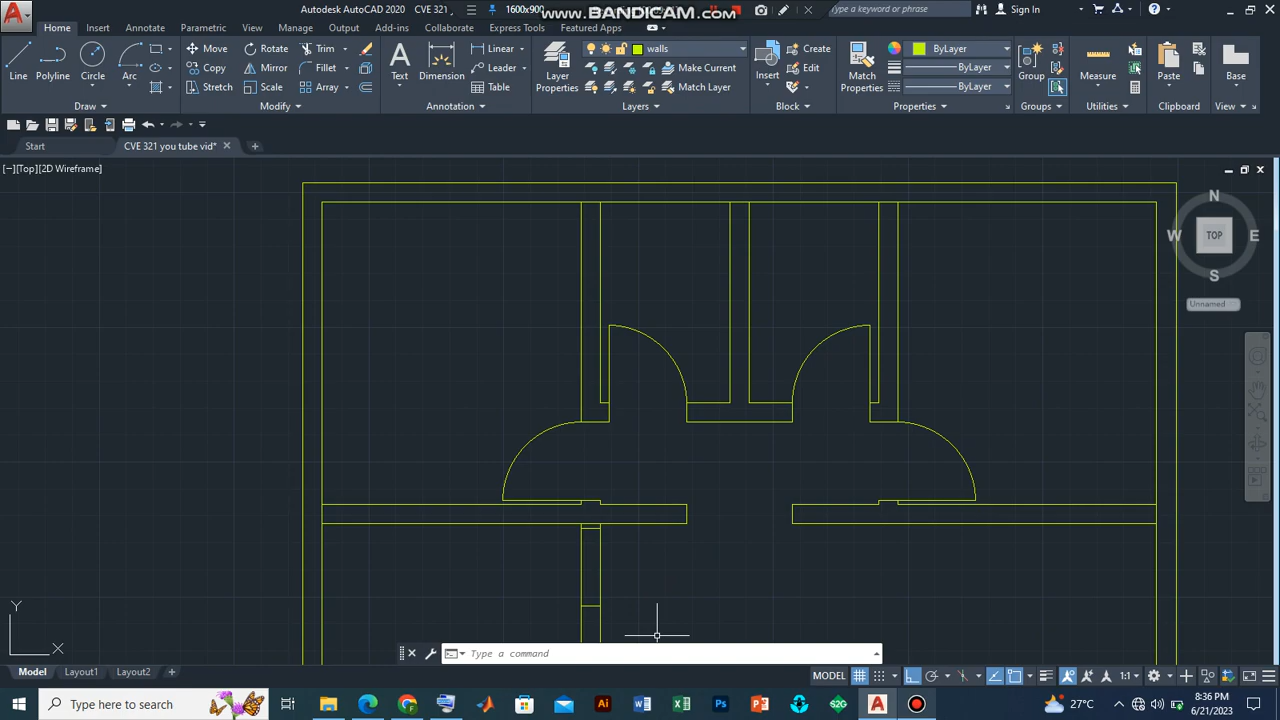 Autodesk AutoCAD 2020 CVE 321
1600x900
www.BANDICAM.com
Type a keyword or phrase
Sign In
Home Insert Annotate Parametric View Manage Output Collaborate Express Tools Featured Apps
Line Polyline Circle Arc
Move Rotate Trim
Copy Mirror Fillet
Stretch Scale Array
Text Dimension
Linear
Leader
Table
Layer Properties
walls
Make Current
Match Layer
Insert
Create
Edit
Match Properties
ByLayer
ByLayer
ByLayer
Group
Measure
Paste
Base
Draw Modify Annotation Layers Block Properties Groups Utilities Clipboard View
Start
CVE 321 you tube vid*
[−][Top][2D Wireframe]
N
W TOP E
S
Unnamed
Y
X
Type a command
Model Layout1 Layout2
MODEL
1:1
Type here to search
27°C
8:36 PM
6/21/2023